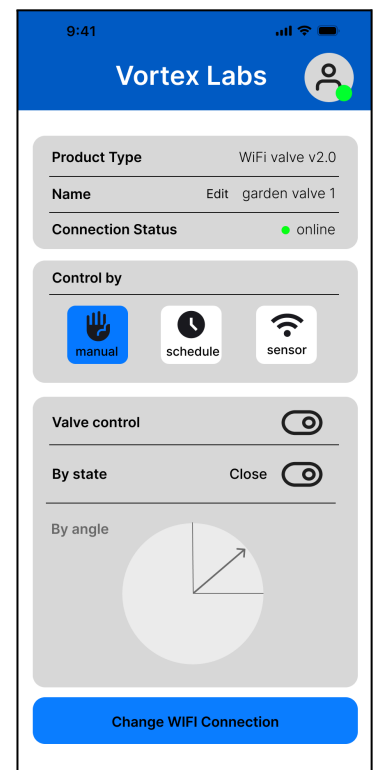 9:41
Vortex Labs
Product Type WiFi valve v2.0
Name Edit garden valve 1
Connection Status online
Control by
manual schedule sensor
Valve control
By state Close
By angle
Change WIFI Connection